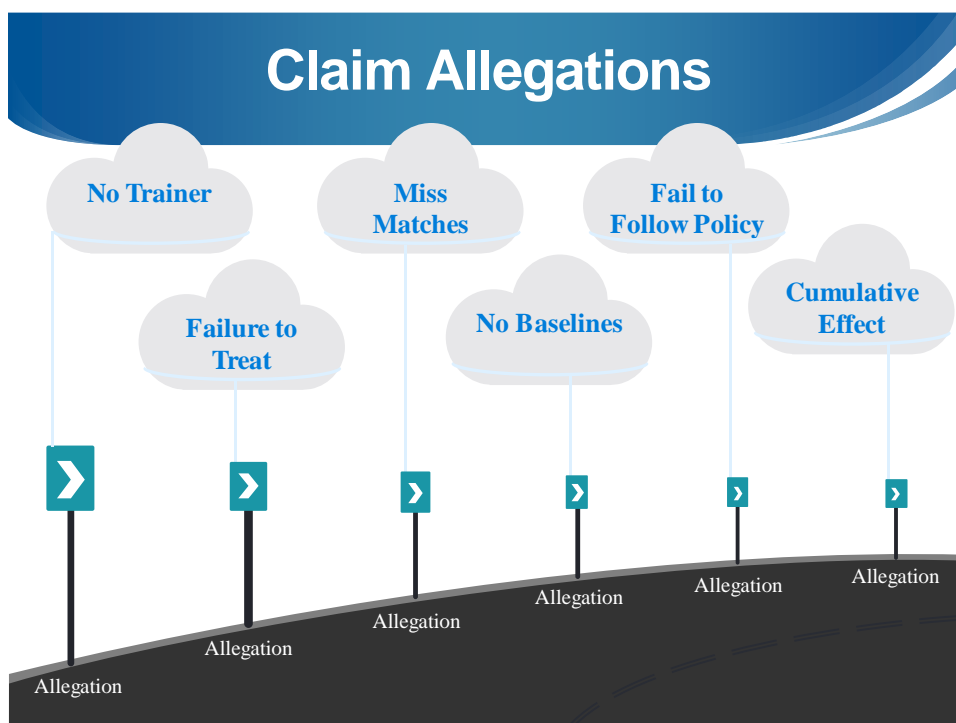 Claim Allegations
No Trainer
Miss
Matches
Fail to
Follow Policy
Failure to
Treat
No Baselines
Cumulative
Effect
Allegation
Allegation
Allegation
Allegation
Allegation
Allegation